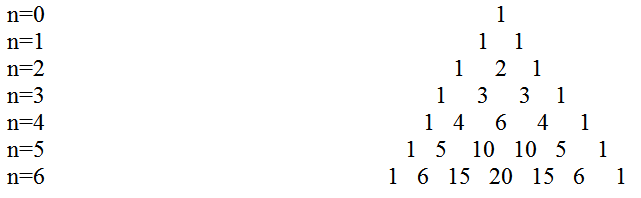 n=0 1
n=1 1 1
n=2 1 2 1
n=3 1 3 3 1
n=4 1 4 6 4 1
n=5 1 5 10 10 5 1
n=6 1 6 15 20 15 6 1